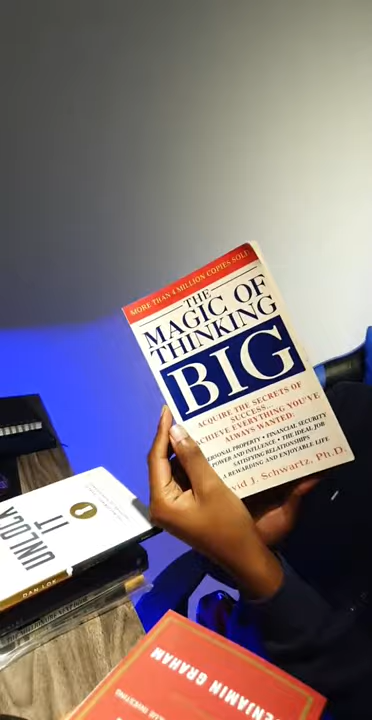 MORE THAN 4 MILLION COPIES SOLD
THE
MAGIC OF
THINKING
BIG
ACQUIRE THE SECRETS OF
SUCCESS...
ACHIEVE EVERYTHING YOU'VE
ALWAYS WANTED:
PERSONAL PROPERTY • FINANCIAL SECURITY
POWER AND INFLUENCE • THE IDEAL JOB
SATISFYING RELATIONSHIPS
A REWARDING AND ENJOYABLE LIFE
vid J. Schwartz, Ph.D.
UNLOCK
IT
DAN LOK
BENJAMIN GRAHAM
INVESTING